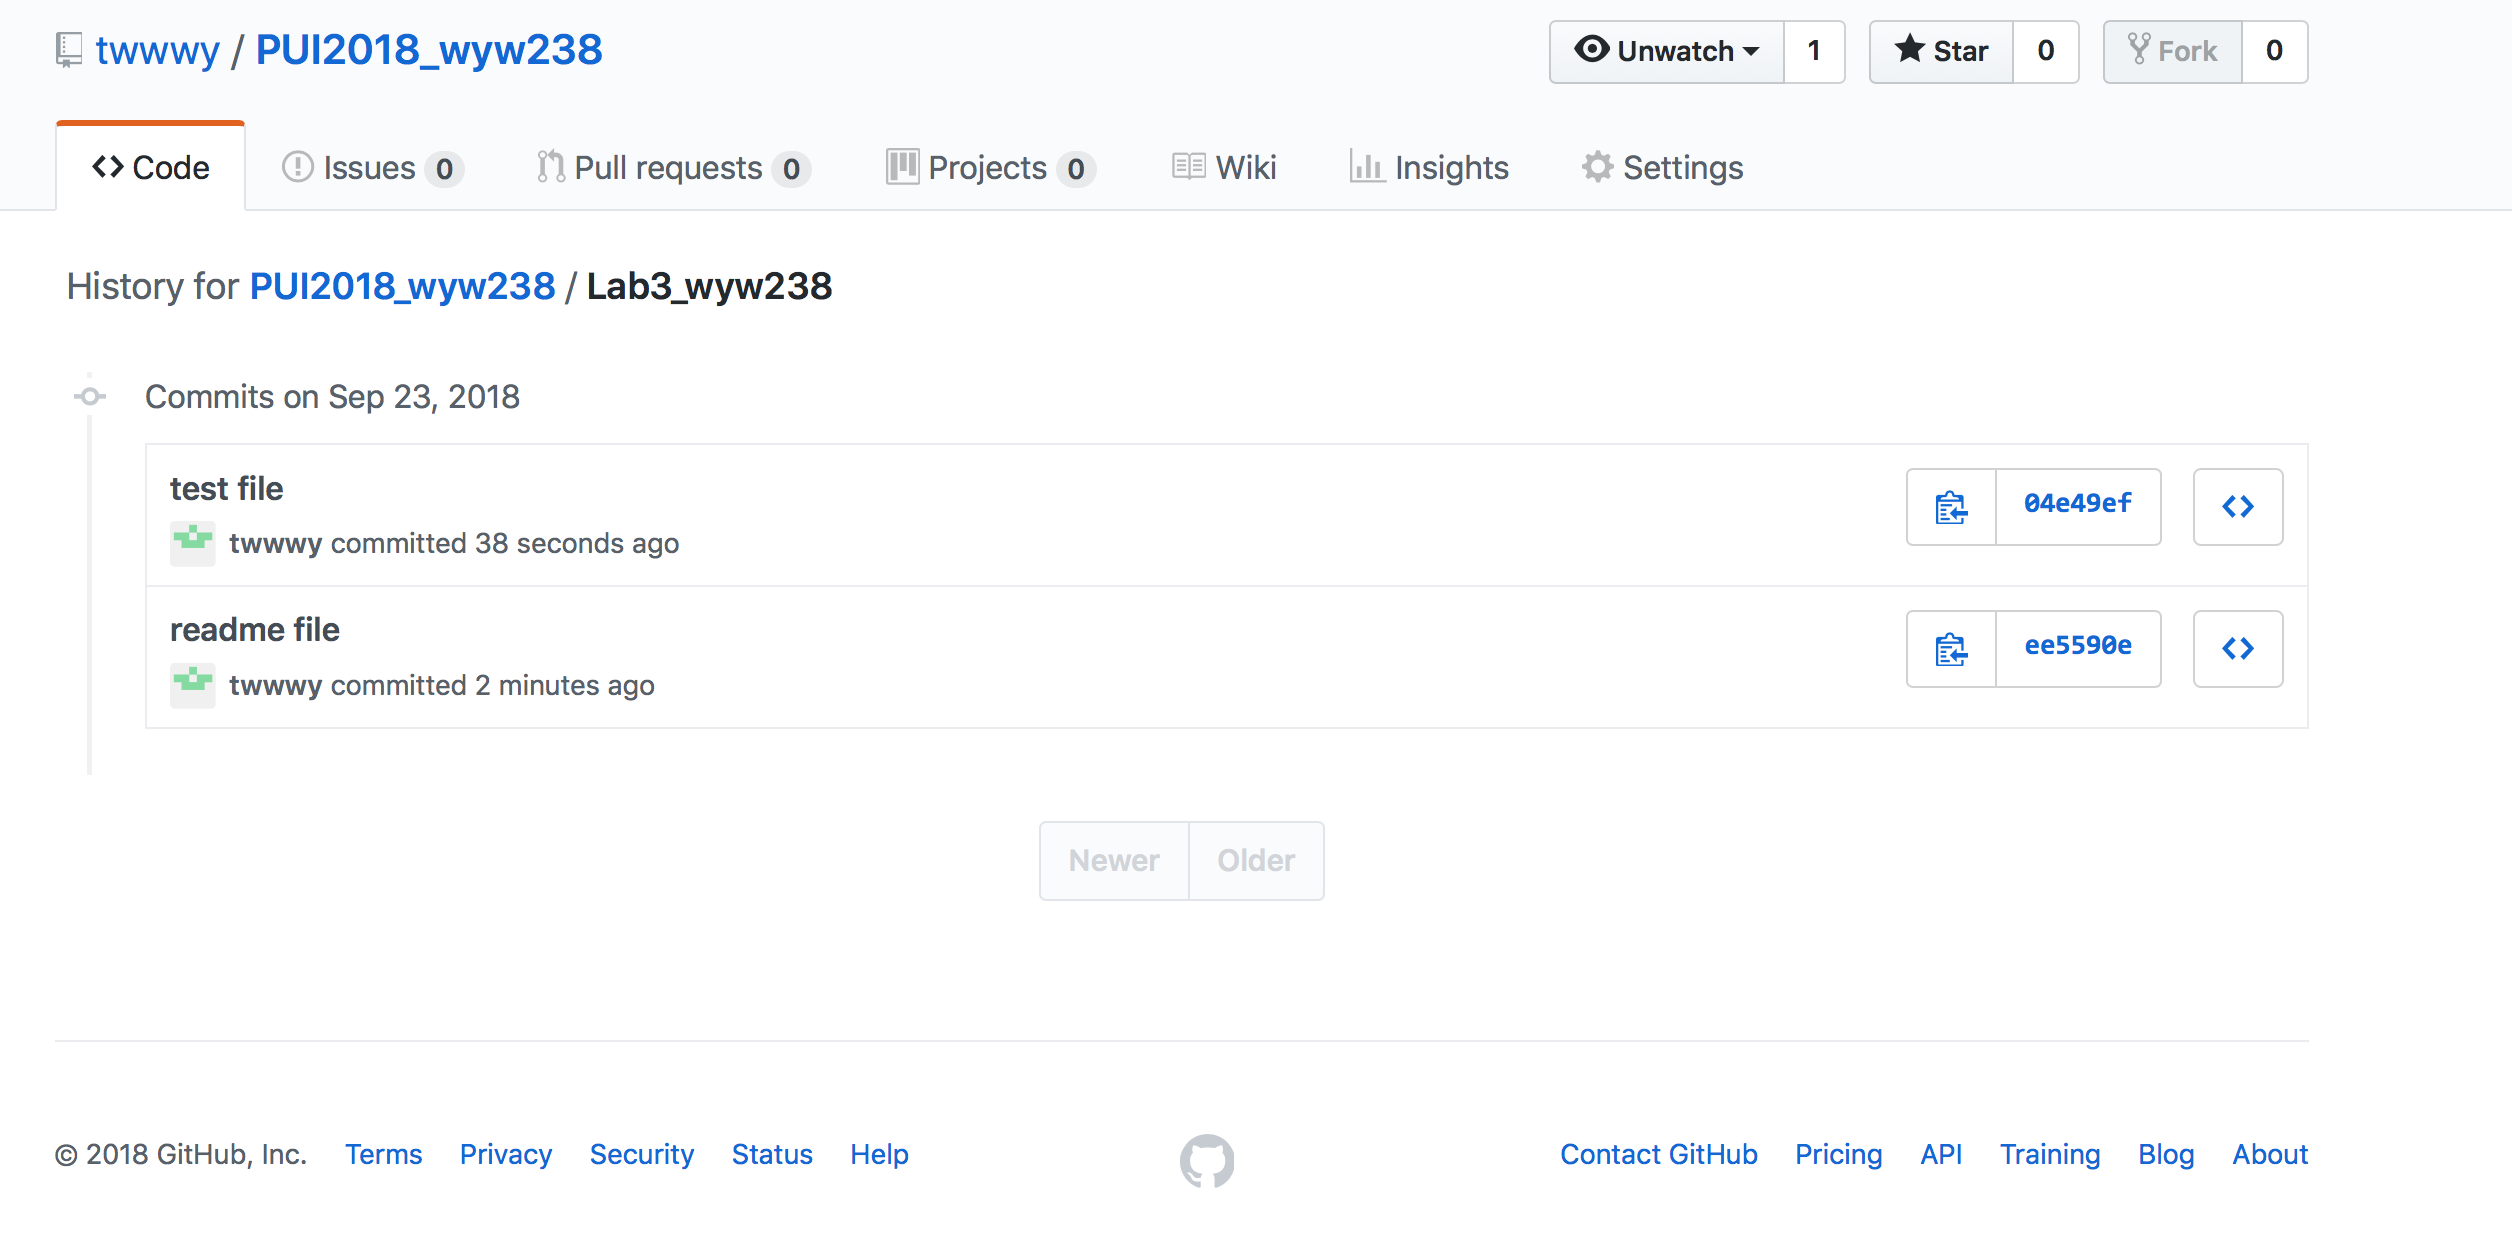 twwwy / PUI2018_wyw238
Unwatch 1 Star 0 Fork 0
Code Issues 0 Pull requests 0 Projects 0 Wiki Insights Settings
History for PUI2018_wyw238 / Lab3_wyw238
Commits on Sep 23, 2018
test file
04e49ef
twwwy committed 38 seconds ago
readme file
ee5590e
twwwy committed 2 minutes ago
Newer Older
© 2018 GitHub, Inc. Terms Privacy Security Status Help Contact GitHub Pricing API Training Blog About